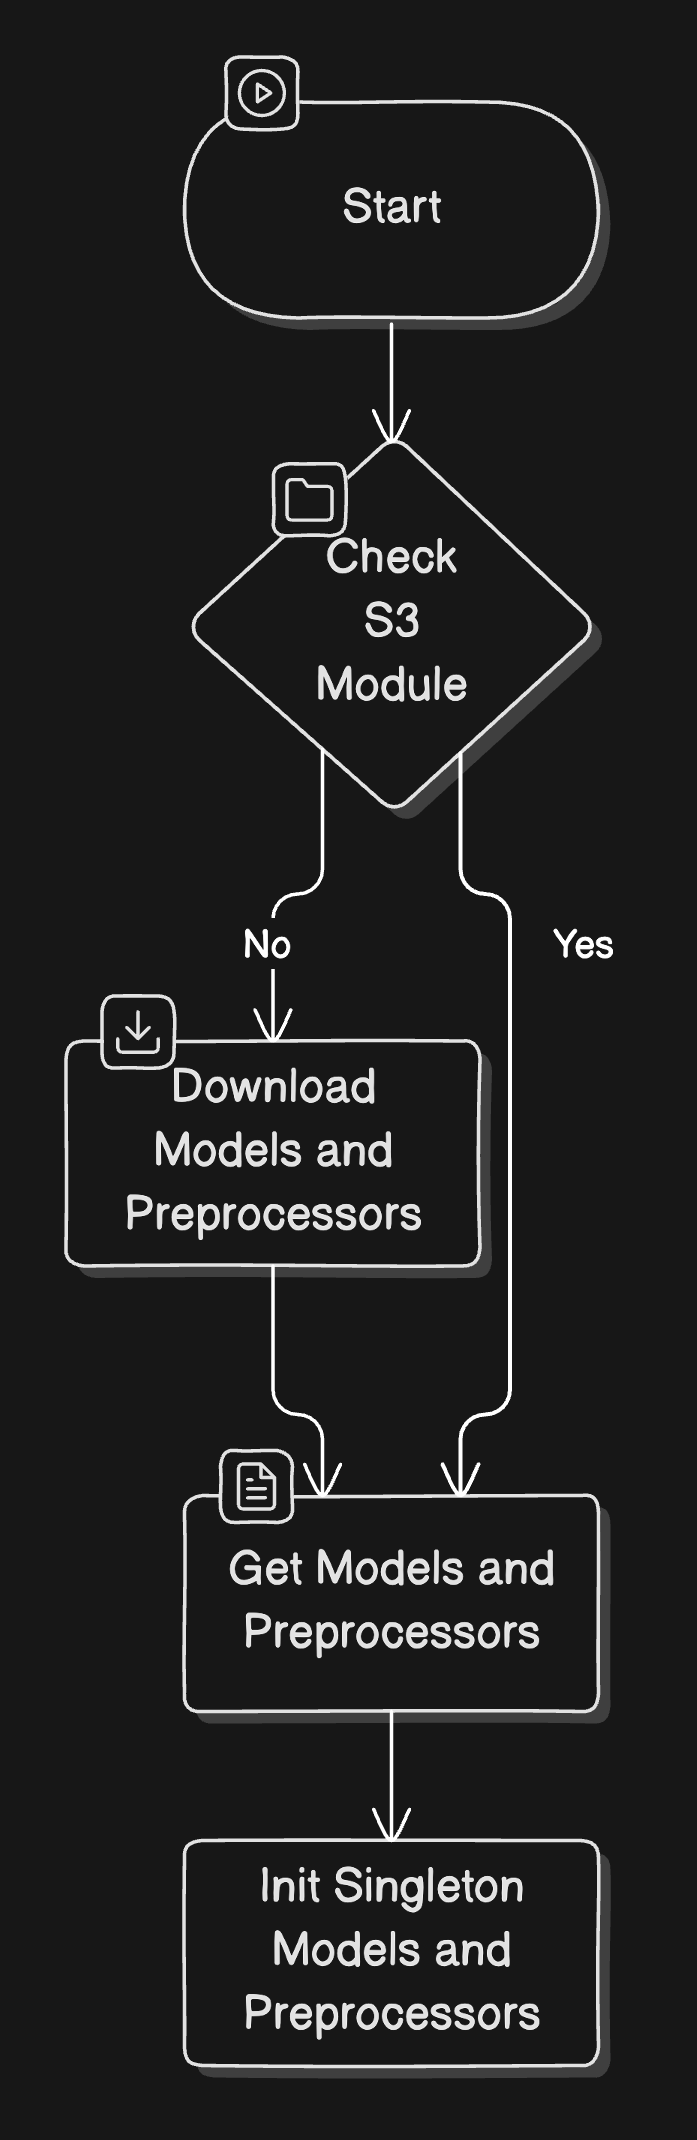 Start
Check
S3
Module
No
Yes
Download
Models and
Preprocessors
Get Models and
Preprocessors
Init Singleton
Models and
Preprocessors